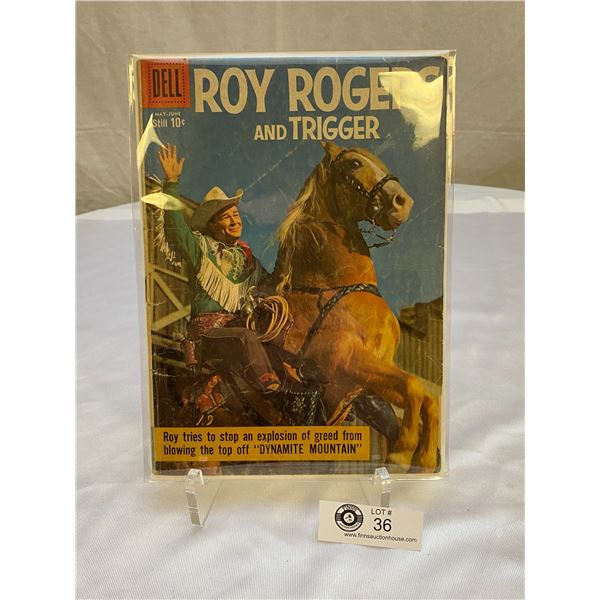 DELL
MAY-JUNE
Still 10¢
ROY ROGERS
AND TRIGGER
Roy tries to stop an explosion of greed from
blowing the top off "DYNAMITE MOUNTAIN"
LOT #
36
www.finnsauctionhouse.com